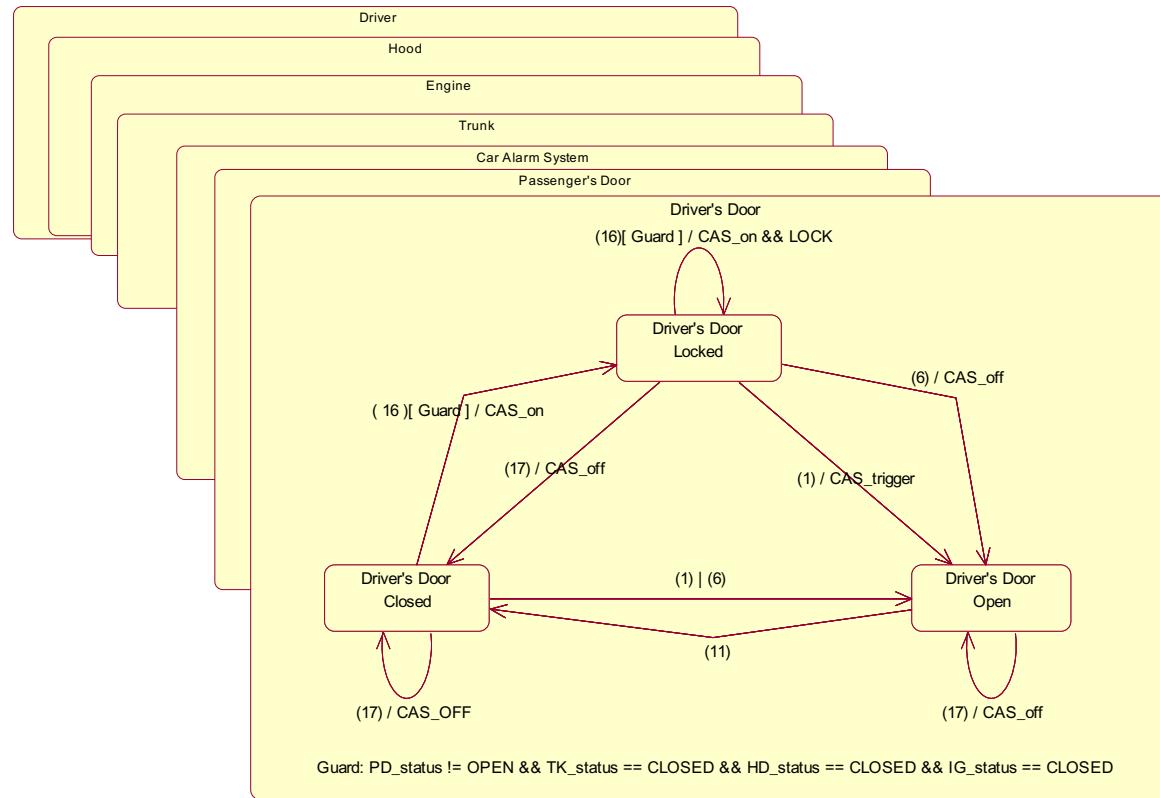 Driver
Hood
Engine
Trunk
Car Alarm System
Passenger's Door
Driver's Door
(16)[ Guard ] / CAS_on && LOCK
Driver's Door
Locked
(6) / CAS_off
( 16 )[ Guard ] / CAS_on
(17) / CAS_off
(1) / CAS_trigger
Driver's Door
Closed
(1) | (6)
Driver's Door
Open
(11)
(17) / CAS_OFF
(17) / CAS_off
Guard: PD_status != OPEN && TK_status == CLOSED && HD_status == CLOSED && IG_status == CLOSED